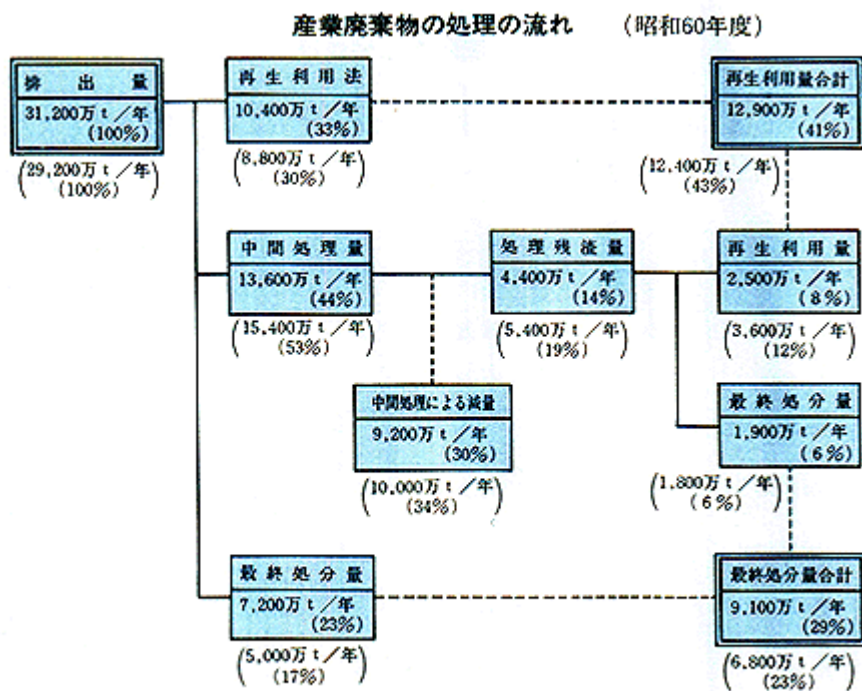 産業廃棄物の処理の流れ （昭和60年度）
排出量
31,200万t／年
(100%)
(29,200万t／年
(100%))
再生利用法
10,400万t／年
(33%)
(8,800万t／年
(30%))
再生利用量合計
12,900万t／年
(41%)
(12,400万t／年
(43%))
中間処理量
13,600万t／年
(44%)
(15,400万t／年
(53%))
処理残渣量
4,400万t／年
(14%)
(5,400万t／年
(19%))
再生利用量
2,500万t／年
(8%)
(3,600万t／年
(12%))
中間処理による減量
9,200万t／年
(30%)
(10,000万t／年
(34%))
最終処分量
1,900万t／年
(6%)
(1,800万t／年
(6%))
最終処分量
7,200万t／年
(23%)
(5,000万t／年
(17%))
最終処分量合計
9,100万t／年
(29%)
(6,800万t／年
(23%))